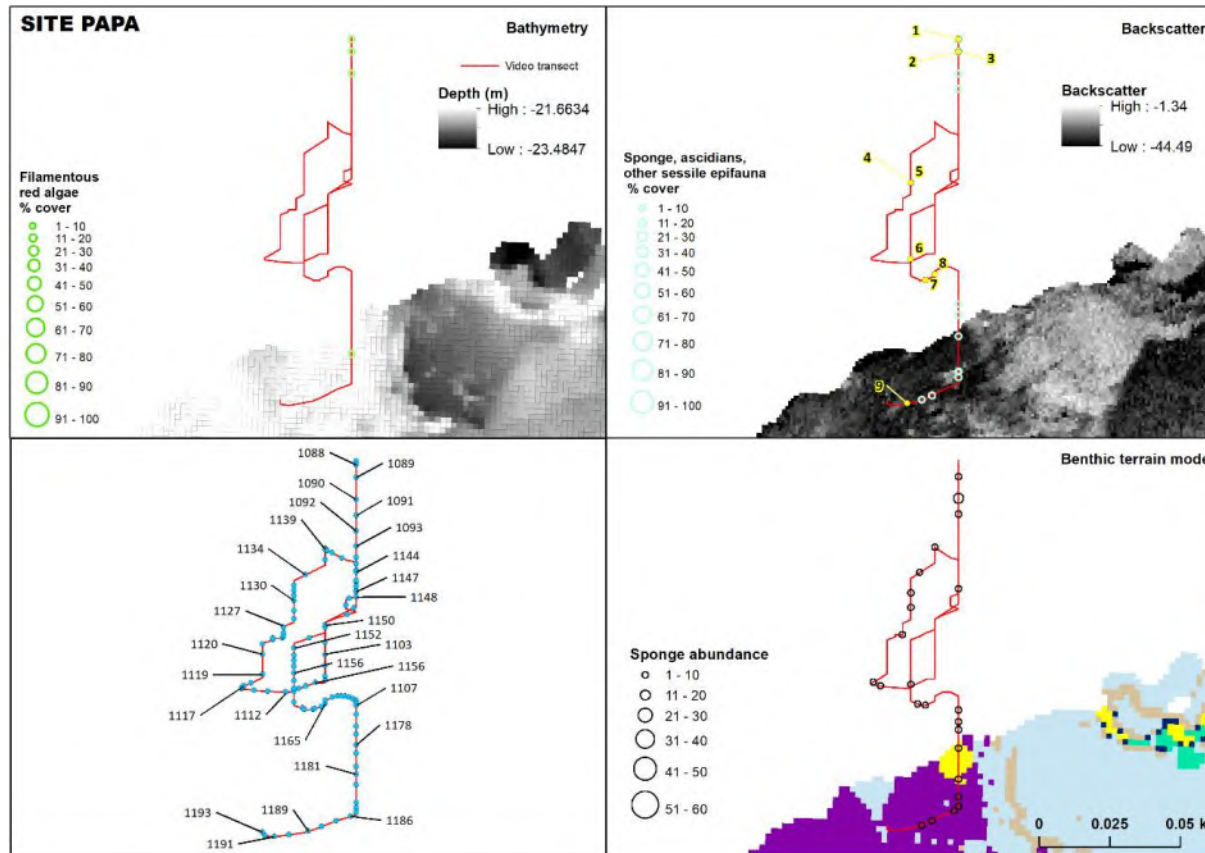 SITE PAPA
Bathymetry
Video transect
Depth (m)
High : -21.6634
Low : -23.4847
Filamentous
red algae
% cover
1 - 10
11 - 20
21 - 30
31 - 40
41 - 50
51 - 60
61 - 70
71 - 80
81 - 90
91 - 100
Backscatter
1
2
3
4
5
6
7
8
9
Backscatter
High : -1.34
Low : -44.49
Sponge, ascidians,
other sessile epifauna
% cover
1 - 10
11 - 20
21 - 30
31 - 40
41 - 50
51 - 60
61 - 70
71 - 80
81 - 90
91 - 100
1088
1089
1090
1091
1092
1093
1139
1134
1144
1130
1147
1148
1127
1150
1152
1120
1103
1156
1156
1119
1117
1112
1107
1165
1178
1181
1189
1193
1186
1191
Benthic terrain mode
Sponge abundance
1 - 10
11 - 20
21 - 30
31 - 40
41 - 50
51 - 60
0 0.025 0.05 k